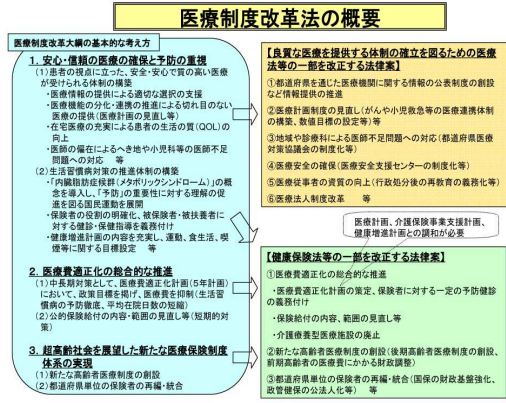 医療制度改革法の概要
医療制度改革大綱の基本的な考え方
1. 安心・信頼の医療の確保と予防の重視
(1)患者の視点に立った、安全・安心で質の高い医療
が受けられる体制の構築
・医療情報の提供による適切な選択の支援
・医療機能の分化・連携の推進による切れ目のない
医療の提供(医療計画の見直し等)
・在宅医療の充実による患者の生活の質(QOL)の
向上
・医師の偏在によるへき地や小児科等の医師不足
問題への対応 等
(2)生活習慣病対策の推進体制の構築
・「内臓脂肪症候群(メタボリックシンドローム)」の概
念を導入し、「予防」の重要性に対する理解の促
進を図る国民運動を展開
・保険者の役割の明確化、被保険者・被扶養者に
対する健診・保健指導を義務付け
・健康増進計画の内容を充実し、運動、食生活、喫
煙等に関する目標設定 等
2. 医療費適正化の総合的な推進
(1)中長期対策として、医療費適正化計画(5年計画)
において、政策目標を掲げ、医療費を抑制(生活習
慣病の予防徹底、平均在院日数の短縮)
(2)公的保険給付の内容・範囲の見直し等(短期的対
策)
3. 超高齢社会を展望した新たな医療保険制度
体系の実現
(1)新たな高齢者医療制度の創設
(2)都道府県単位の保険者の再編・統合
【良質な医療を提供する体制の確立を図るための医療
法等の一部を改正する法律案】
①都道府県を通じた医療機関に関する情報の公表制度の創設
など情報提供の推進
②医療計画制度の見直し(がんや小児救急等の医療連携体制
の構築、数値目標の設定等)等
③地域や診療科による医師不足問題への対応(都道府県医療
対策協議会の制度化等)
④医療安全の確保(医療安全支援センターの制度化等)
⑤医療従事者の資質の向上(行政処分後の再教育の義務化等)
⑥医療法人制度改革 等
医療計画、介護保険事業支援計画、
健康増進計画との調和が必要
【健康保険法等の一部を改正する法律案】
①医療費適正化の総合的な推進
・医療費適正化計画の策定、保険者に対する一定の予防健診
の義務付け
・保険給付の内容、範囲の見直し等
・介護療養型医療施設の廃止
②新たな高齢者医療制度の創設(後期高齢者医療制度の創設、
前期高齢者の医療費にかかる財政調整)
③都道府県単位の保険者の再編・統合(国保の財政基盤強化、
政管健保の公法人化等) 等